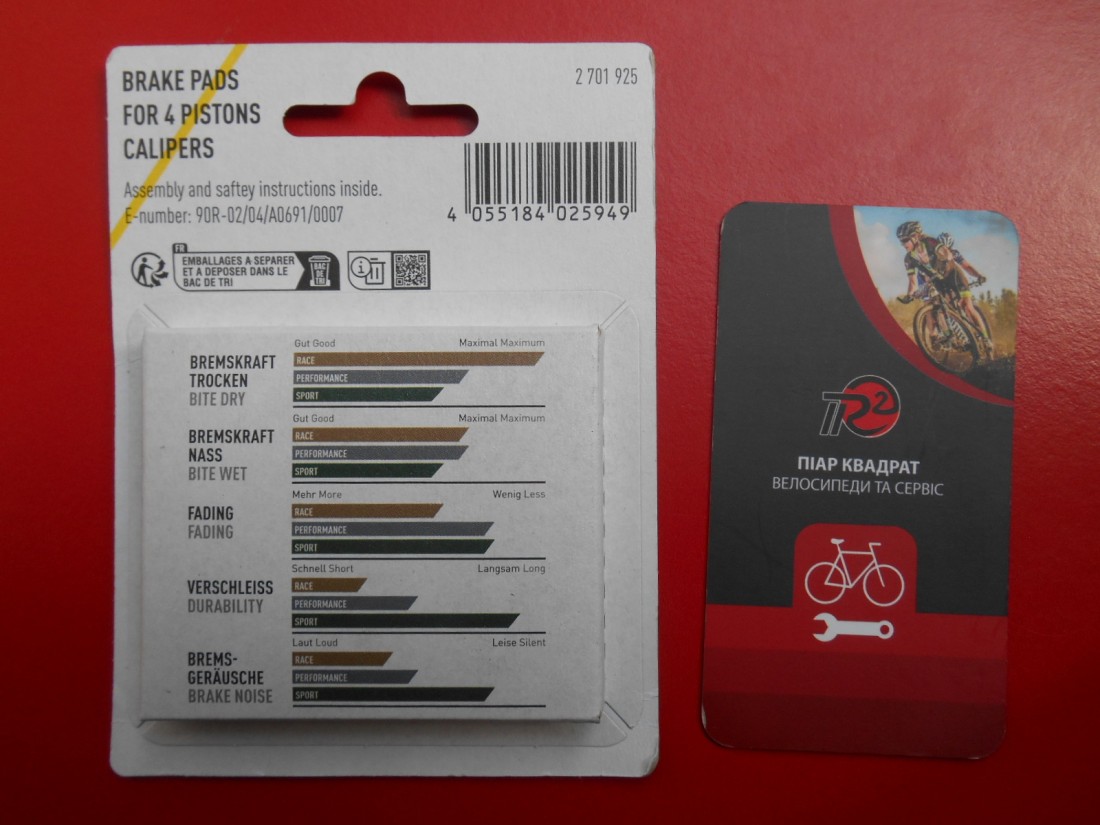 BRAKE PADS
FOR 4 PISTONS
CALIPERS
2 701 925
Assembly and saftey instructions inside.
E-number: 90R-02/04/A0691/0007
4 055184 025949
FR
EMBALLAGES A SEPARER
ET A DEPOSER DANS LE
BAC DE TRI
BAC
DE
TRI
BREMSKRAFT
TROCKEN
BITE DRY
Gut Good Maximal Maximum
RACE
PERFORMANCE
SPORT
BREMSKRAFT
NASS
BITE WET
Gut Good Maximal Maximum
RACE
PERFORMANCE
SPORT
FADING
FADING
Mehr More Wenig Less
RACE
PERFORMANCE
SPORT
VERSCHLEISS
DURABILITY
Schnell Short Langsam Long
RACE
PERFORMANCE
SPORT
BREMS-
GERÄUSCHE
BRAKE NOISE
Laut Loud Leise Silent
RACE
PERFORMANCE
SPORT
ПR2
ПІАР КВАДРАТ
ВЕЛОСИПЕДИ ТА СЕРВІС